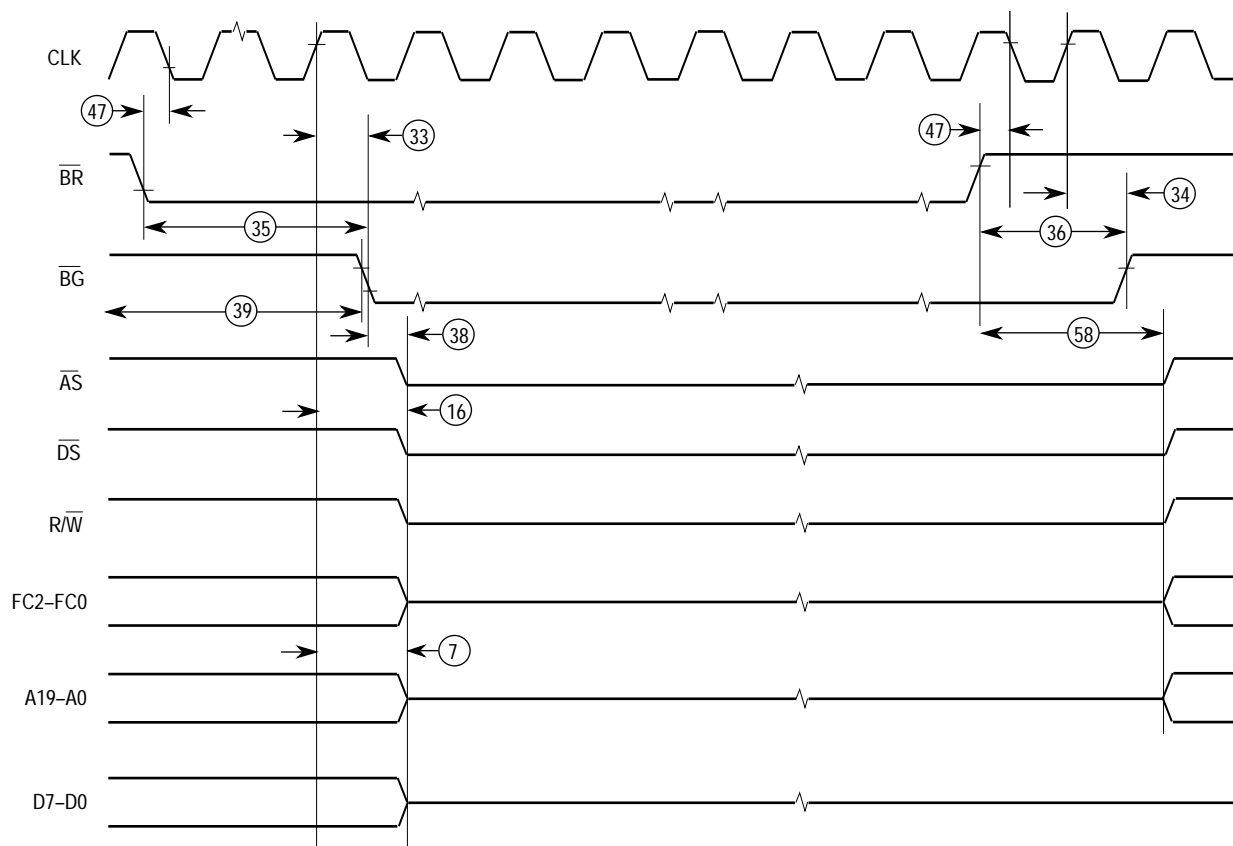 CLK
47
33
47
BR
34
35
36
BG
39
38
58
AS
16
DS
R/W
FC2–FC0
7
A19–A0
D7–D0